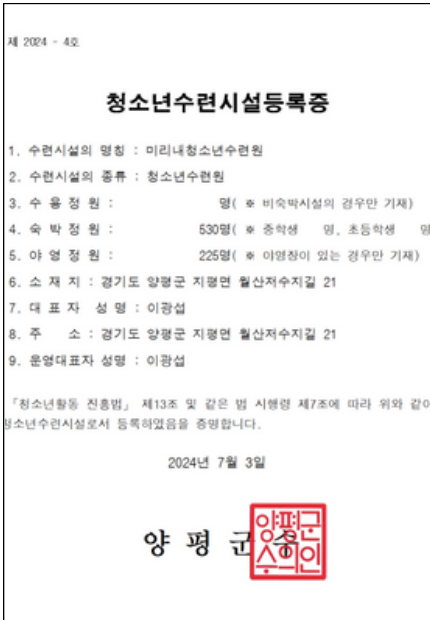 제 2024 - 4호
청소년수련시설등록증
1. 수련시설의 명칭 : 미리내청소년수련원
2. 수련시설의 종류 : 청소년수련원
3. 수 용 정 원 : 명( ※ 비숙박시설의 경우만 기재)
4. 숙 박 정 원 : 530명( ※ 중학생 명, 초등학생 명
5. 야 영 정 원 : 225명( ※ 야영장이 있는 경우만 기재)
6. 소 재 지 : 경기도 양평군 지평면 월산저수지길 21
7. 대 표 자 성 명 : 이광섭
8. 주 소 : 경기도 양평군 지평면 월산저수지길 21
9. 운영대표자 성명 : 이광섭
「청소년활동 진흥법」 제13조 및 같은 법 시행령 제7조에 따라 위와 같이
청소년수련시설로서 등록하였음을 증명합니다.
2024년 7월 3일
양 평 군 수
양평군
수의인